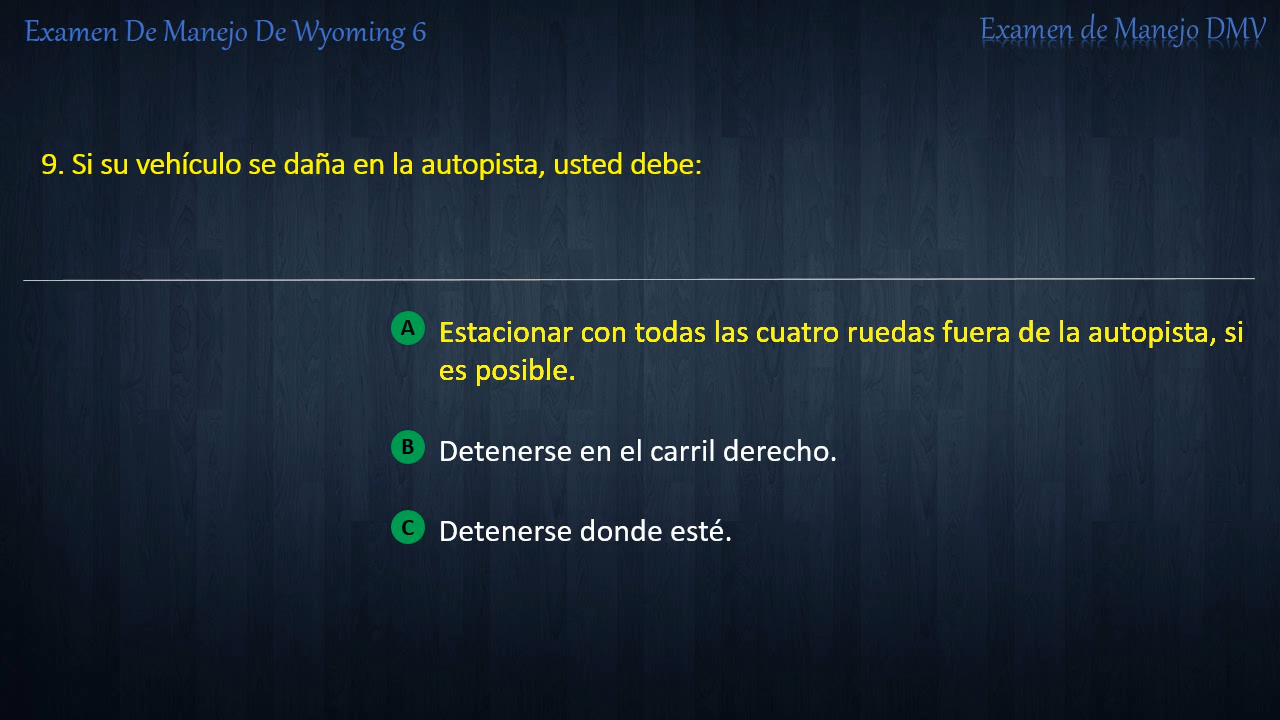 Examen De Manejo De Wyoming 6
Examen de Manejo DMV
9. Si su vehículo se daña en la autopista, usted debe:
A Estacionar con todas las cuatro ruedas fuera de la autopista, si
es posible.
B Detenerse en el carril derecho.
C Detenerse donde esté.